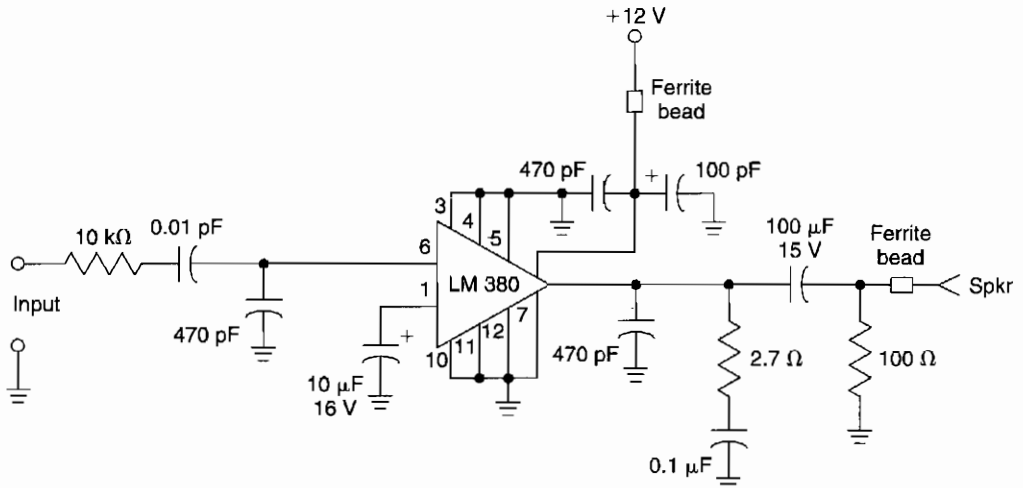 +12 V
Ferrite
bead
470 pF
+
100 pF
3
4
5
10 kΩ
0.01 pF
6
100 μF
15 V
Ferrite
bead
LM 380
Spkr
Input
1
470 pF
+
7
12
11
10
10 μF
16 V
470 pF
2.7 Ω
100 Ω
0.1 μF